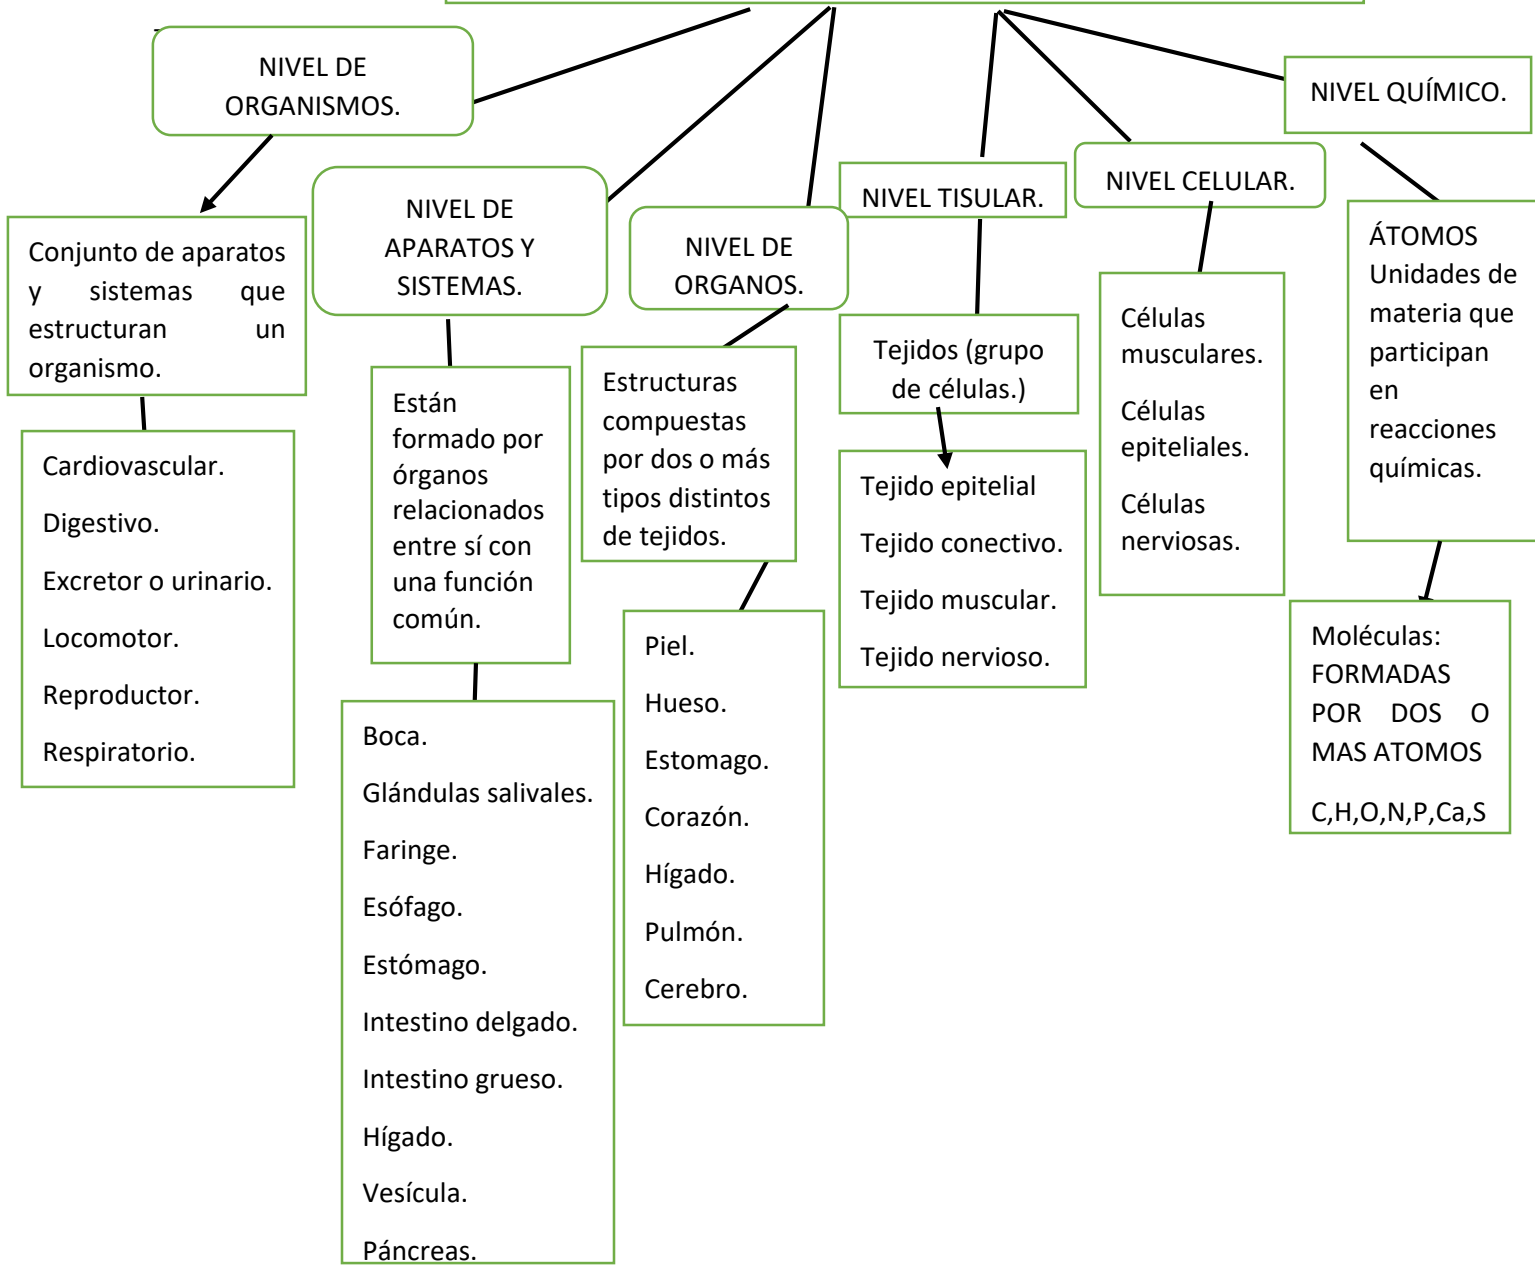 NIVEL DE
ORGANISMOS.
Conjunto de aparatos
y sistemas que
estructuran un
organismo.
Cardiovascular.
Digestivo.
Excretor o urinario.
Locomotor.
Reproductor.
Respiratorio.
NIVEL DE
APARATOS Y
SISTEMAS.
Están
formado por
órganos
relacionados
entre sí con
una función
común.
Boca.
Glándulas salivales.
Faringe.
Esófago.
Estómago.
Intestino delgado.
Intestino grueso.
Hígado.
Vesícula.
Páncreas.
NIVEL DE
ORGANOS.
Estructuras
compuestas
por dos o más
tipos distintos
de tejidos.
Piel.
Hueso.
Estomago.
Corazón.
Hígado.
Pulmón.
Cerebro.
NIVEL TISULAR.
Tejidos (grupo
de células.)
Tejido epitelial
Tejido conectivo.
Tejido muscular.
Tejido nervioso.
NIVEL CELULAR.
Células
musculares.
Células
epiteliales.
Células
nerviosas.
NIVEL QUÍMICO.
ÁTOMOS
Unidades de
materia que
participan
en
reacciones
químicas.
Moléculas:
FORMADAS
POR DOS O
MAS ATOMOS
C,H,O,N,P,Ca,S